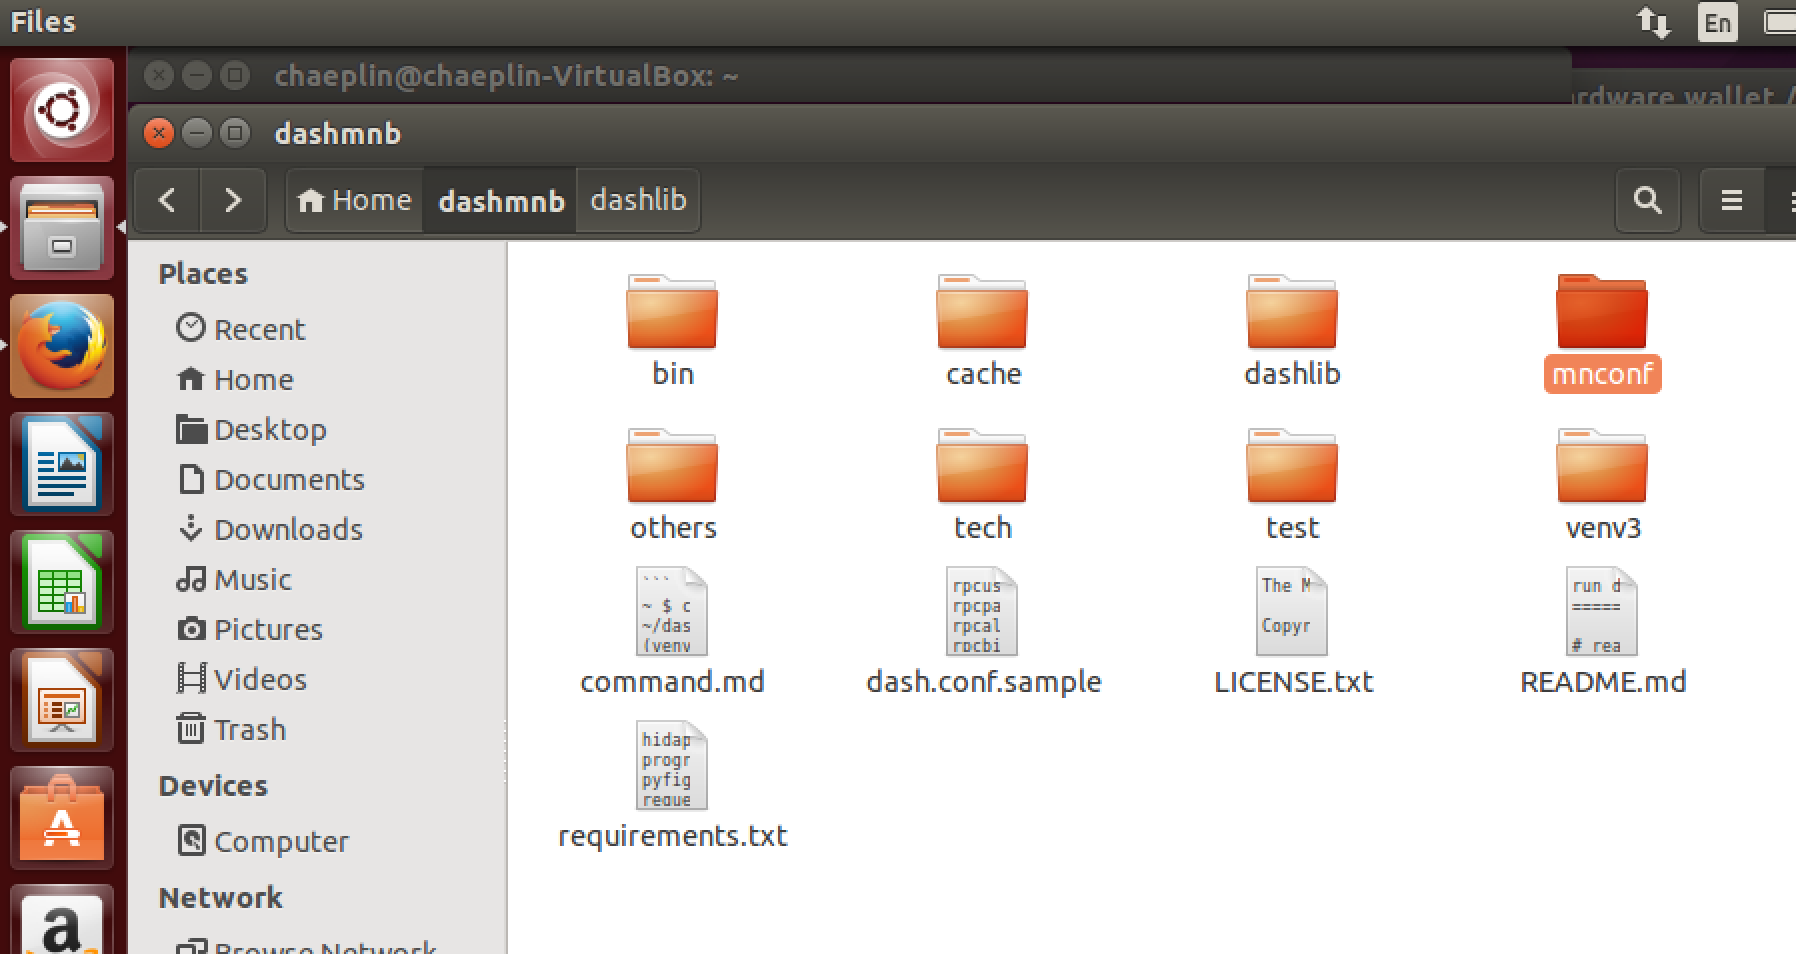 Files
En
chaeplin@chaeplin-VirtualBox: ~
rdware wallet
dashmnb
Home
dashmnb
dashlib
Places
Recent
Home
Desktop
Documents
Downloads
Music
Pictures
Videos
Trash
Devices
Computer
Network
Browse Network
bin
cache
dashlib
mnconf
others
tech
test
venv3
```
~ $ c
~/das
(venv
command.md
rpcus
rpcpa
rpcal
rpcbi
dash.conf.sample
The M
Copyr
LICENSE.txt
run d
=====
# rea
README.md
hidap
progr
pyfig
reque
requirements.txt
A
a